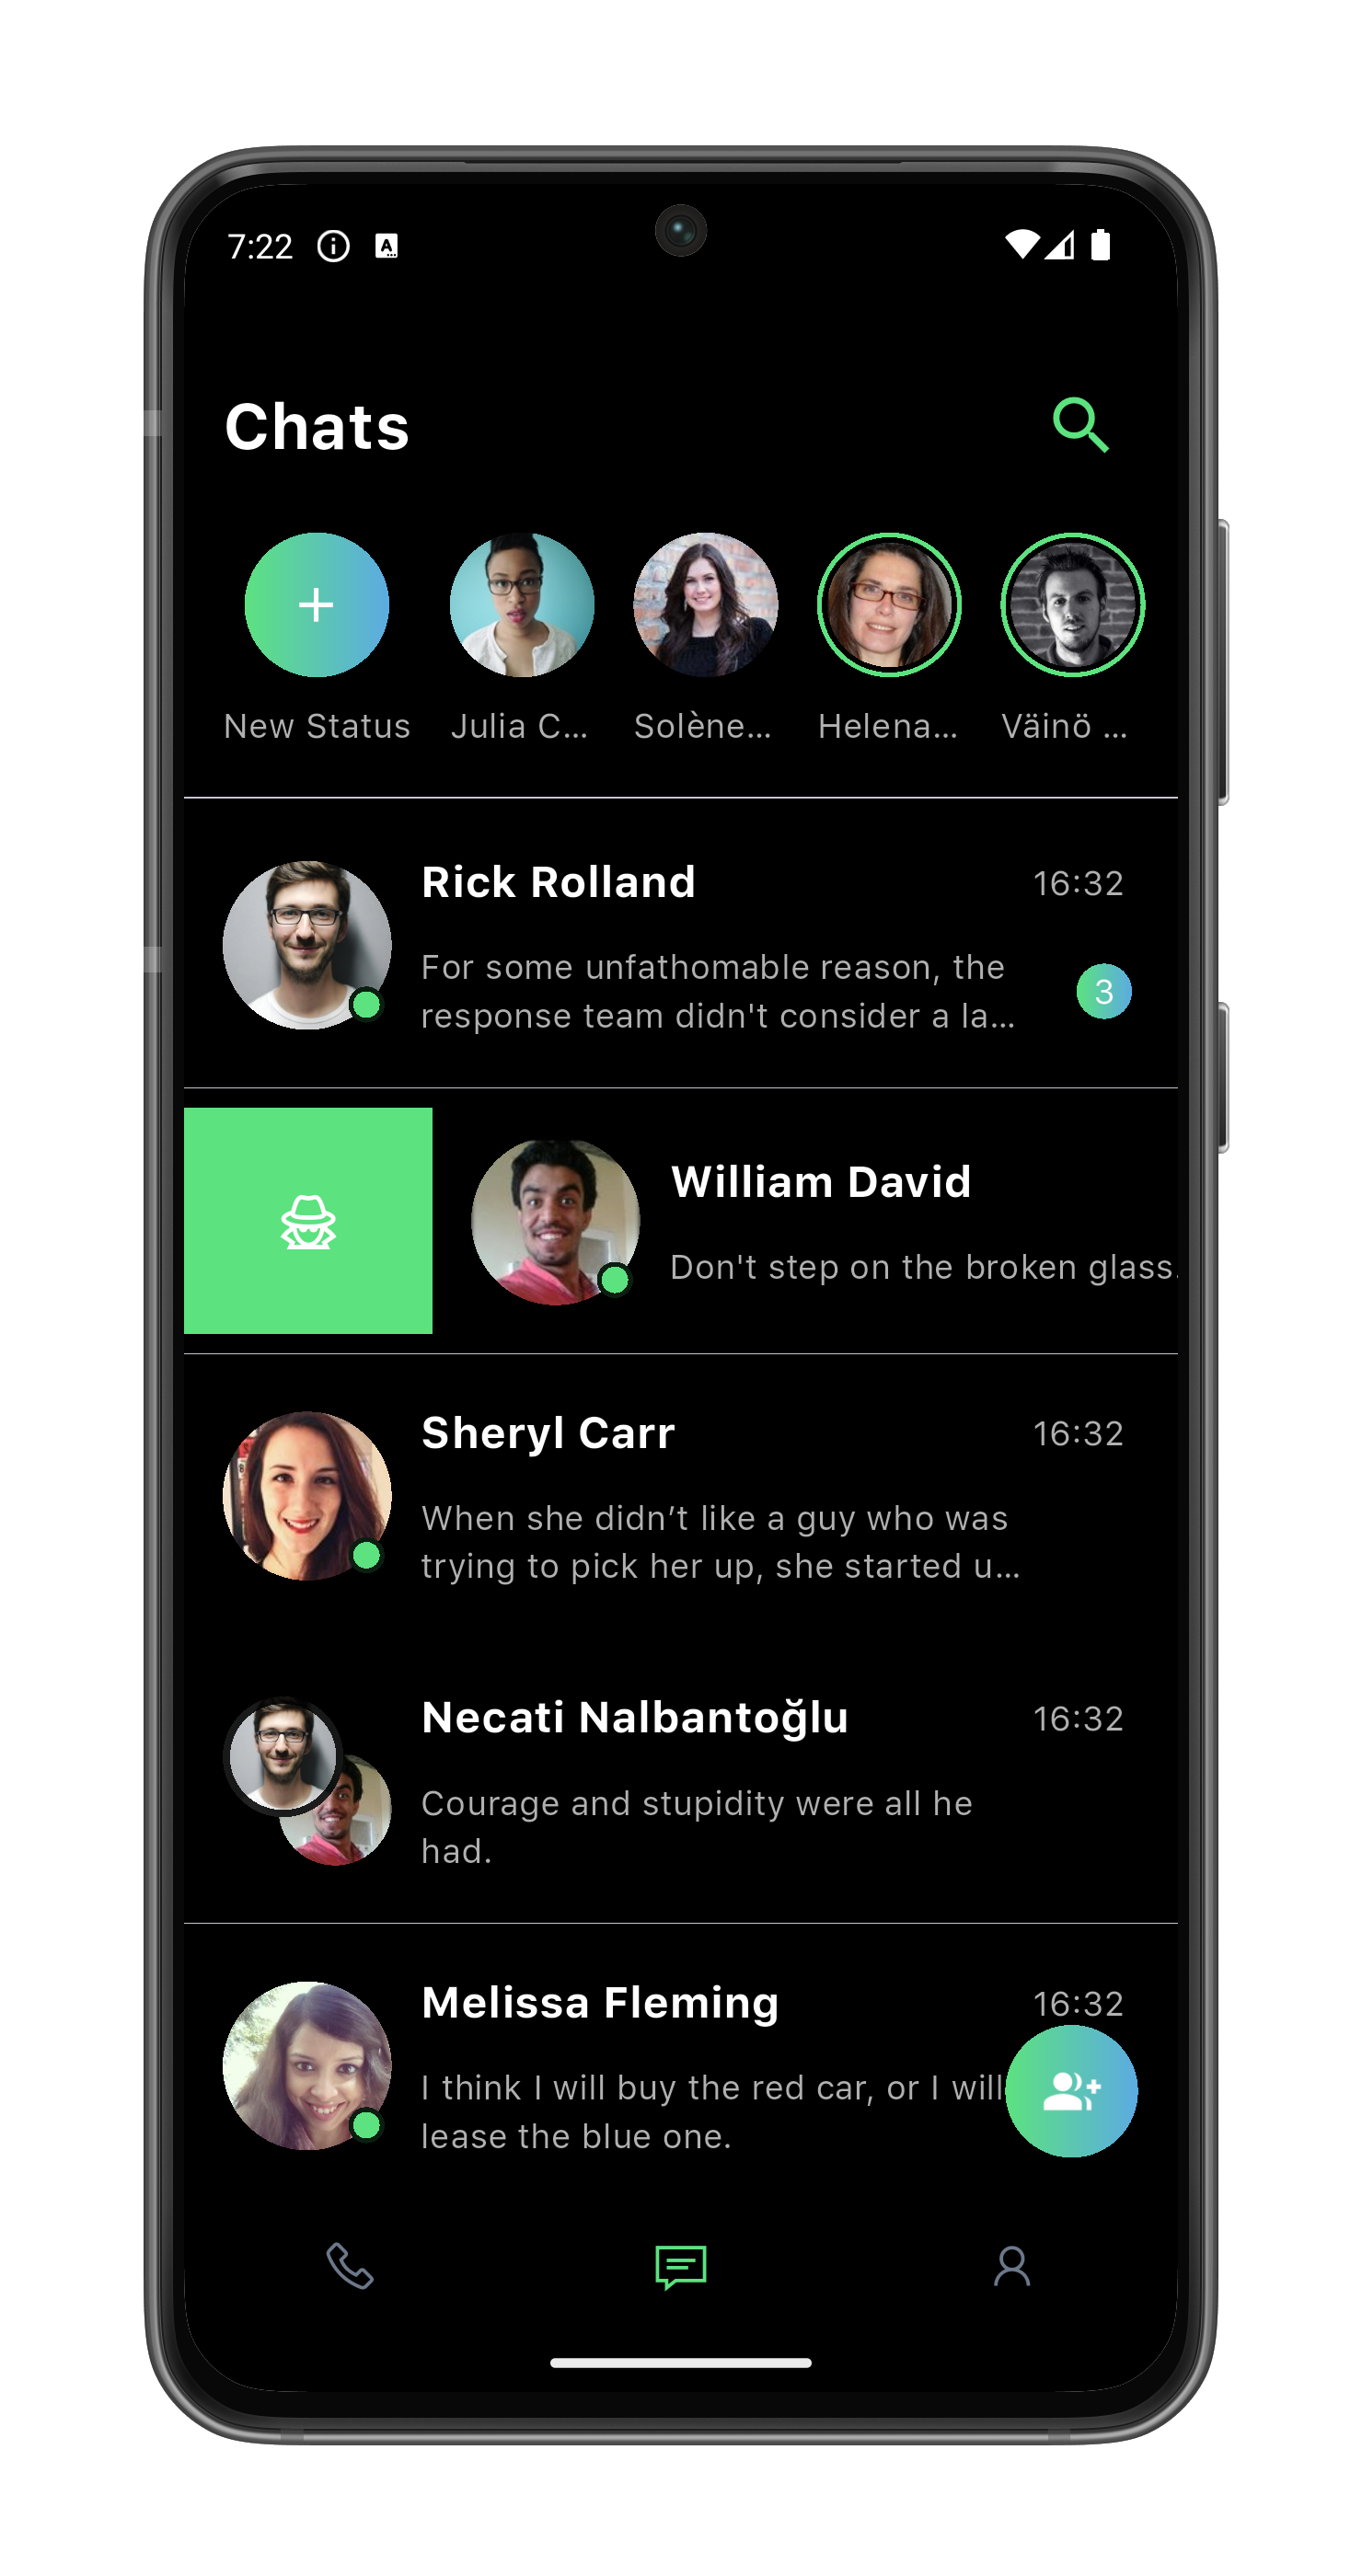 7:22
Chats
New Status
Julia C...
Solène...
Helena...
Väinö ...
Rick Rolland
16:32
For some unfathomable reason, the
response team didn't consider a la...
3
William David
Don't step on the broken glass.
Sheryl Carr
16:32
When she didn’t like a guy who was
trying to pick her up, she started u...
Necati Nalbantoğlu
16:32
Courage and stupidity were all he
had.
Melissa Fleming
16:32
I think I will buy the red car, or I will
lease the blue one.